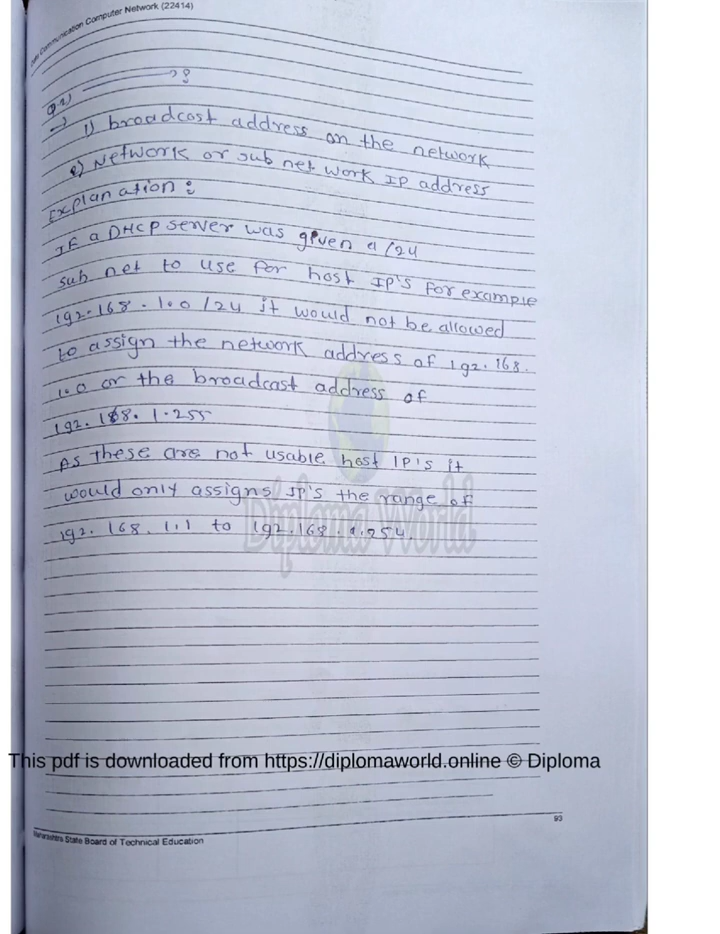 Data Communication Computer Network (22414)
Q.2) ?
1) broadcast address on the network
2) Network or sub net work IP address
Explanation :
If a DHCP server was given a /24
sub net to use for host IP'S For example
192.168.1.0 /24 it would not be allowed
to assign the network address of 192.168.
1.0 or the broadcast address of
192.168.1.255
As these are not usable host IP's it
would only assigns IP's the range of
192.168.1.1 to 192.168.1.254.
Diploma World
This pdf is downloaded from https://diplomaworld.online © Diploma
93
Maharashtra State Board of Technical Education